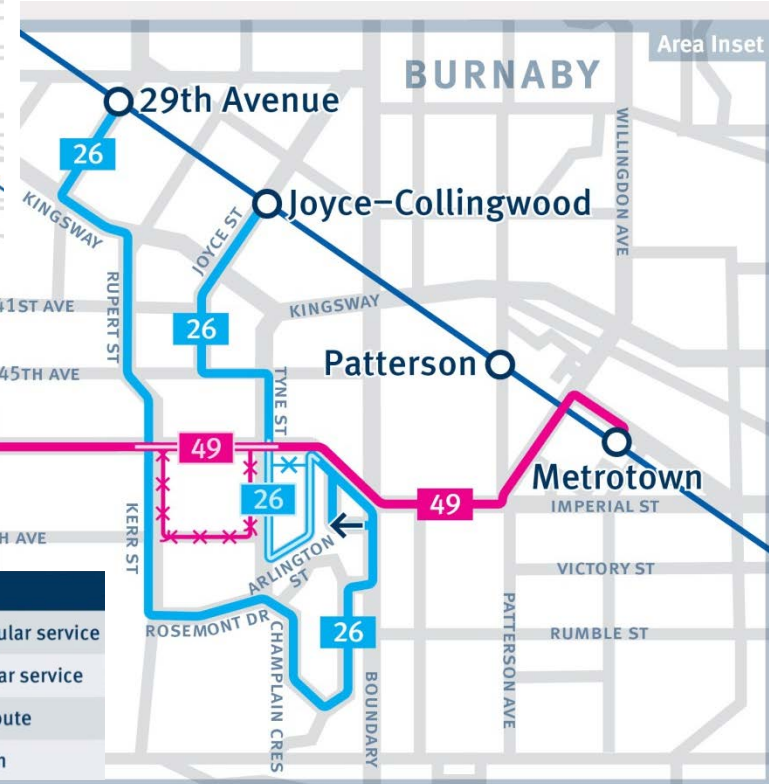 Area Inset
BURNABY
29th Avenue
26
WILLINGDON AVE
KINGSWAY
JOYCE ST
Joyce–Collingwood
RUPERT ST
41ST AVE
26
KINGSWAY
45TH AVE
TYNE ST
Patterson
49
Metrotown
26
49
IMPERIAL ST
KERR ST
H AVE
ARLINGTON
ST
VICTORY ST
ROSEMONT DR
CHAMPLAIN CRES
26
BOUNDARY
PATTERSON AVE
RUMBLE ST
ular service
ar service
oute
n